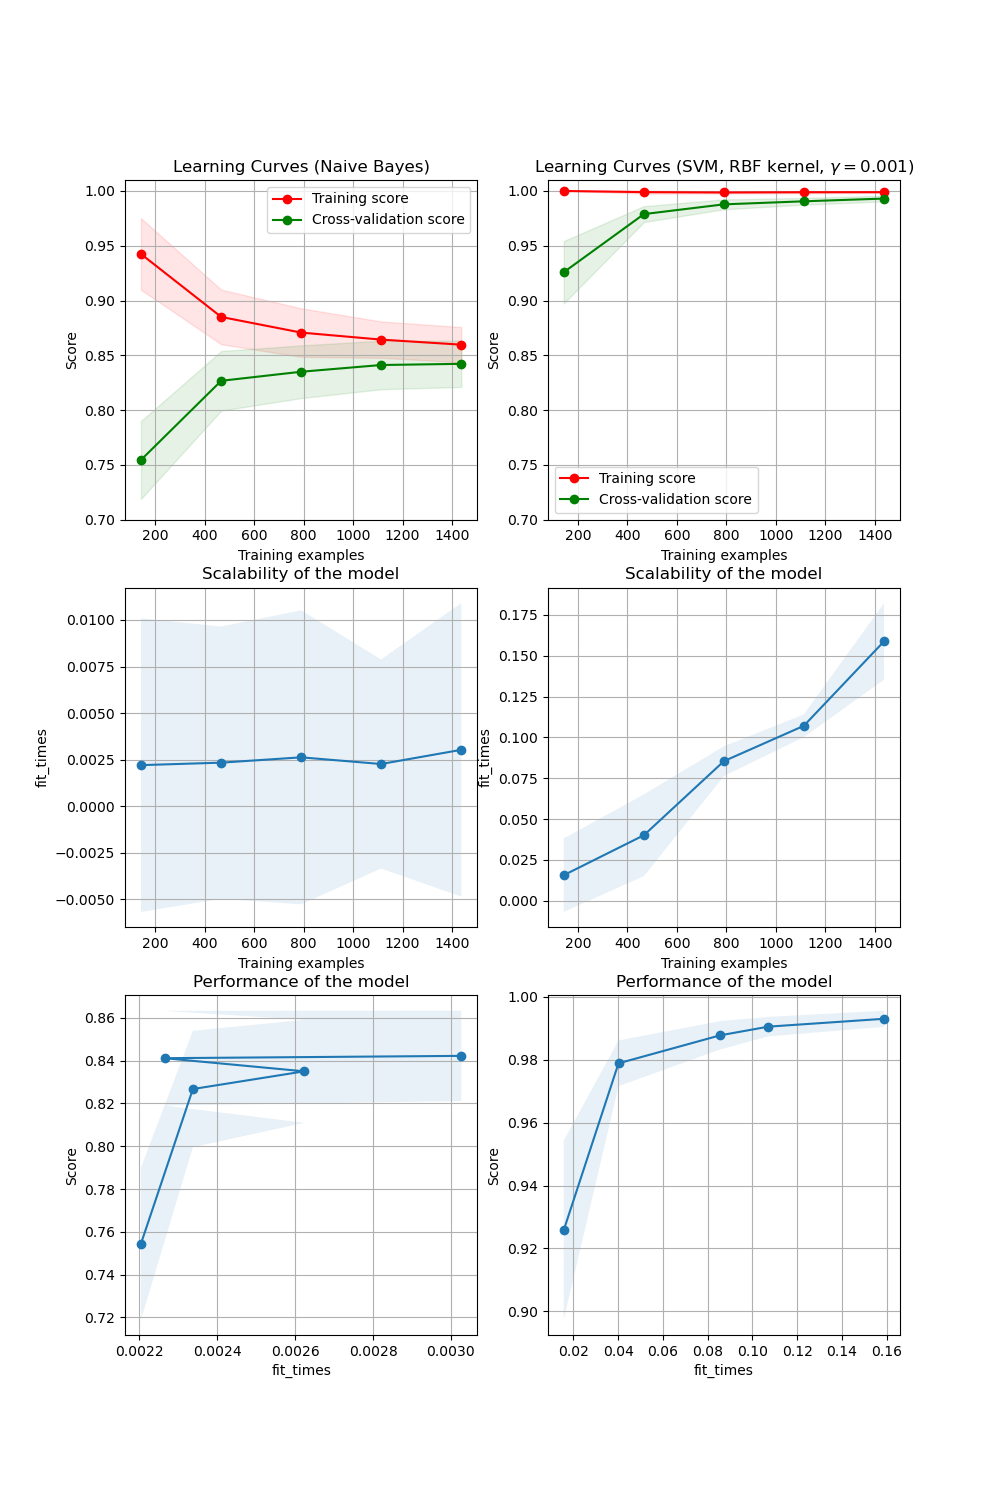 Learning Curves (Naive Bayes)
1.00
0.95
0.90
0.85
0.80
0.75
0.70
Score
Training score
Cross-validation score
200 400 600 800 1000 1200 1400
Training examples
Learning Curves (SVM, RBF kernel, γ = 0.001)
1.00
0.95
0.90
0.85
0.80
0.75
0.70
Score
Training score
Cross-validation score
200 400 600 800 1000 1200 1400
Training examples
Scalability of the model
0.0100
0.0075
0.0050
0.0025
0.0000
−0.0025
−0.0050
fit_times
200 400 600 800 1000 1200 1400
Training examples
Scalability of the model
0.175
0.150
0.125
0.100
0.075
0.050
0.025
0.000
fit_times
200 400 600 800 1000 1200 1400
Training examples
Performance of the model
0.86
0.84
0.82
0.80
0.78
0.76
0.74
0.72
Score
0.0022 0.0024 0.0026 0.0028 0.0030
fit_times
Performance of the model
1.00
0.98
0.96
0.94
0.92
0.90
Score
0.02 0.04 0.06 0.08 0.10 0.12 0.14 0.16
fit_times